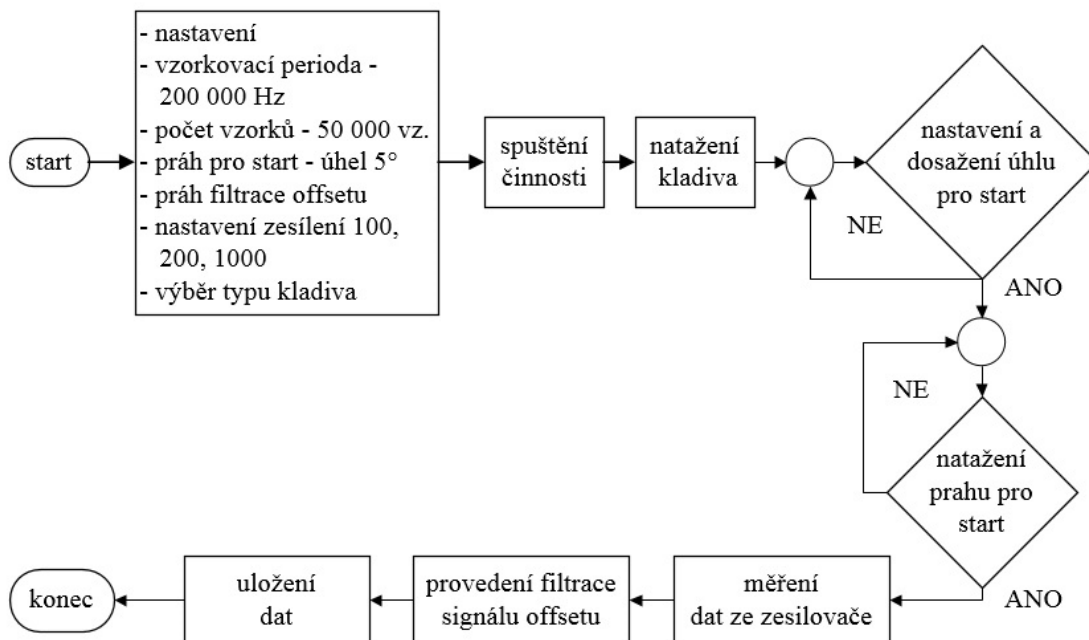 start
- nastavení
- vzorkovací perioda -
200 000 Hz
- počet vzorků - 50 000 vz.
- práh pro start - úhel 5°
- práh filtrace offsetu
- nastavení zesílení 100,
200, 1000
- výběr typu kladiva
spuštění
činnosti
natažení
kladiva
nastavení a
dosažení úhlu
pro start
NE
ANO
NE
natažení
prahu pro
start
ANO
měření
dat ze zesilovače
provedení filtrace
signálu offsetu
uložení
dat
konec